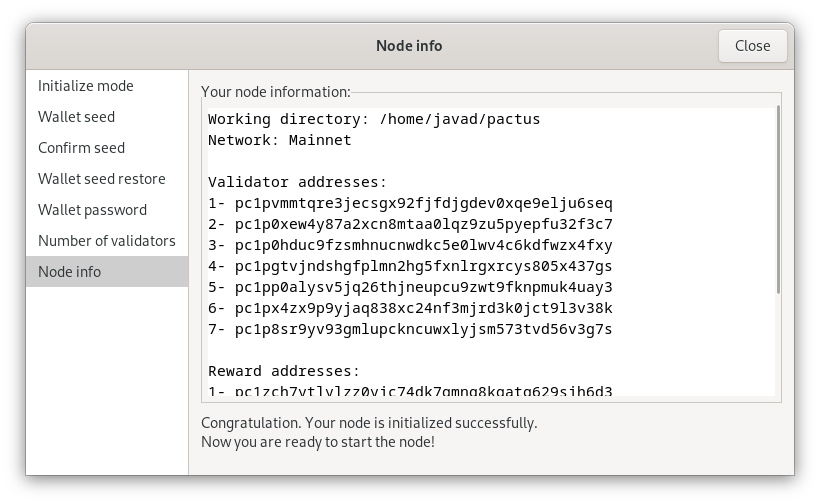 Node info
Close
Initialize mode
Wallet seed
Confirm seed
Wallet seed restore
Wallet password
Number of validators
Node info
Your node information:
Working directory: /home/javad/pactus
Network: Mainnet
Validator addresses:
1- pc1pvmmtqre3jecsgx92fjfdjgdev0xqe9elju6seq
2- pc1p0xew4y87a2xcn8mtaa0lqz9zu5pyepfu32f3c7
3- pc1p0hduc9fzsmhnucnwdkc5e0lwv4c6kdfwzx4fxy
4- pc1pgtvjndshgfplmn2hg5fxnlrgxrcys805x437gs
5- pc1pp0alysv5jq26thjneupcu9zwt9fknpmuk4uay3
6- pc1px4zx9p9yjaq838xc24nf3mjrd3k0jct9l3v38k
7- pc1p8sr9yv93gmlupckncuwxlyjsm573tvd56v3g7s
Reward addresses:
Congratulation. Your node is initialized successfully.
Now you are ready to start the node!